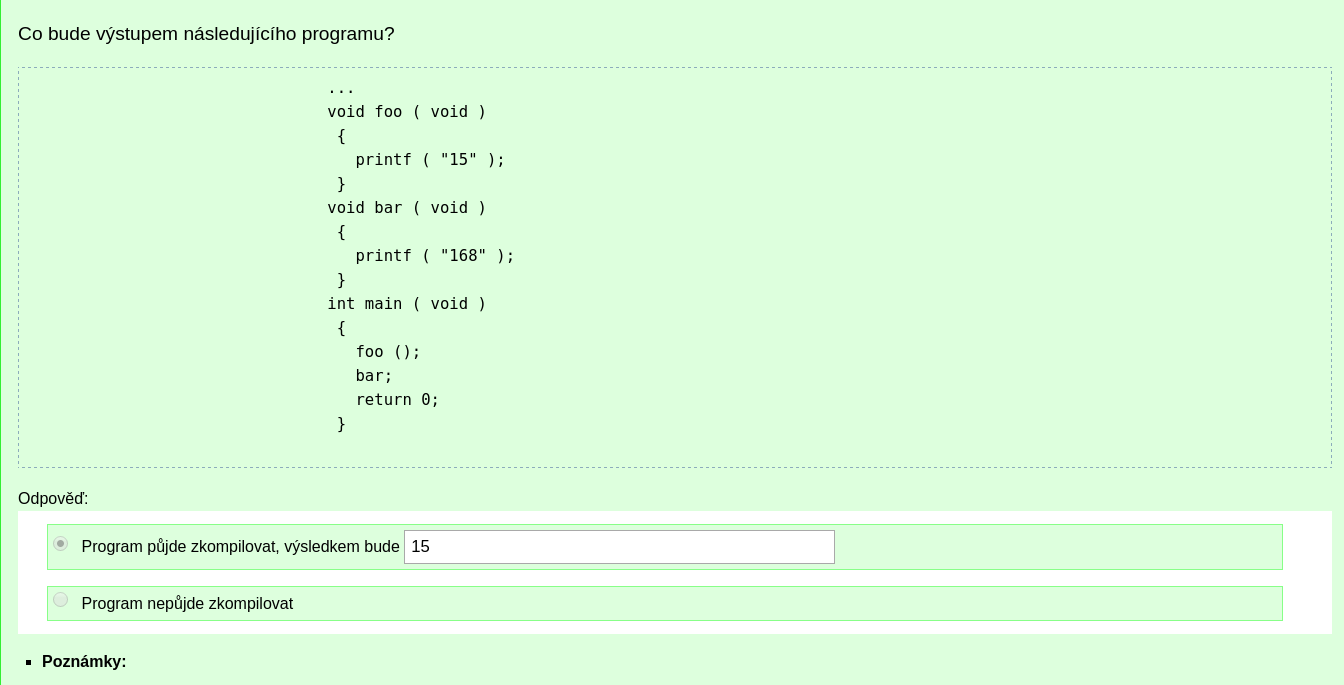 Co bude výstupem následujícího programu?
...
void foo ( void )
{
printf ( "15" );
}
void bar ( void )
{
printf ( "168" );
}
int main ( void )
{
foo ();
bar;
return 0;
}
Odpověď:
Program půjde zkompilovat, výsledkem bude 15
Program nepůjde zkompilovat
Poznámky: